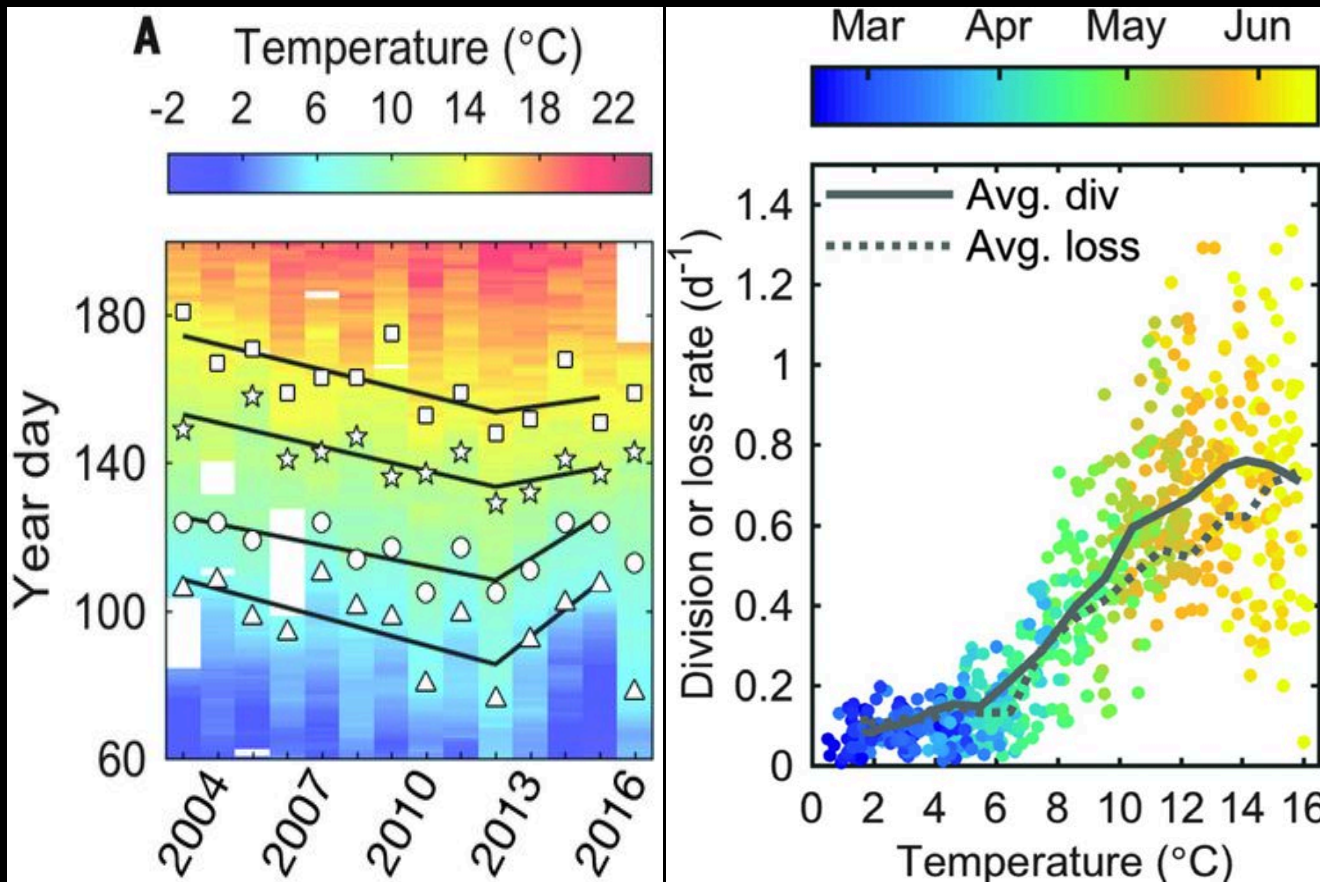 A Temperature (°C)
-2 2 6 10 14 18 22
180
140
100
60
Year day
2004 2007 2010 2013 2016
Mar Apr May Jun
Avg. div
Avg. loss
1.4
1.2
1
0.8
0.6
0.4
0.2
0
Division or loss rate (d⁻¹)
0 2 4 6 8 10 12 14 16
Temperature (°C)